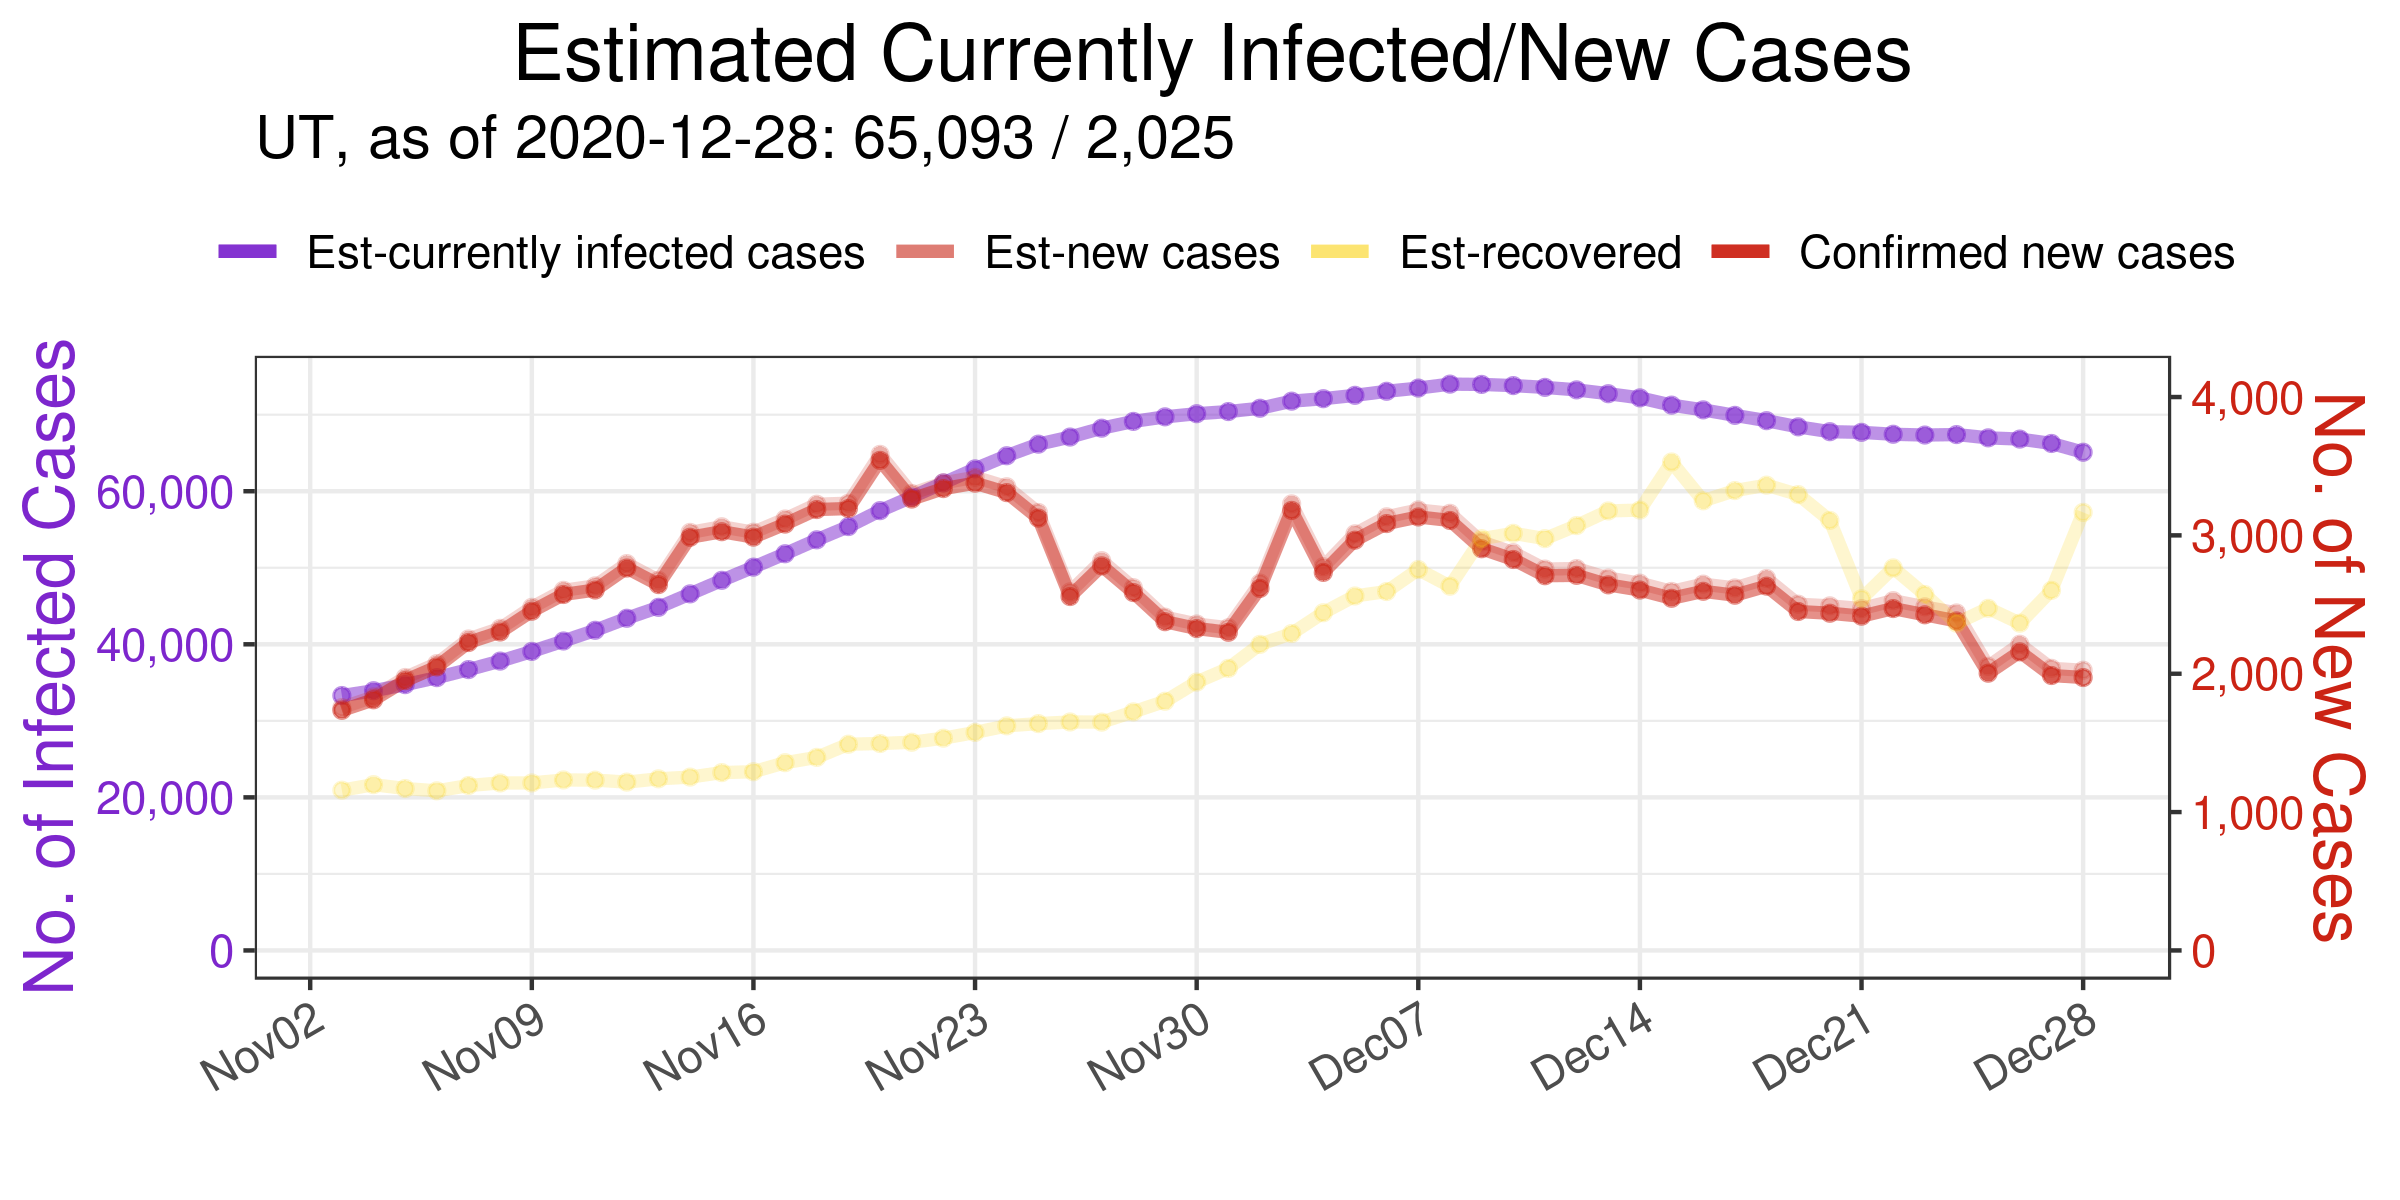 Estimated Currently Infected/New Cases
UT, as of 2020-12-28: 65,093 / 2,025
Est-currently infected cases Est-new cases Est-recovered Confirmed new cases
No. of Infected Cases
60,000
40,000
20,000
0
4,000
3,000
2,000
1,000
0
No. of New Cases
Nov02 Nov09 Nov16 Nov23 Nov30 Dec07 Dec14 Dec21 Dec28